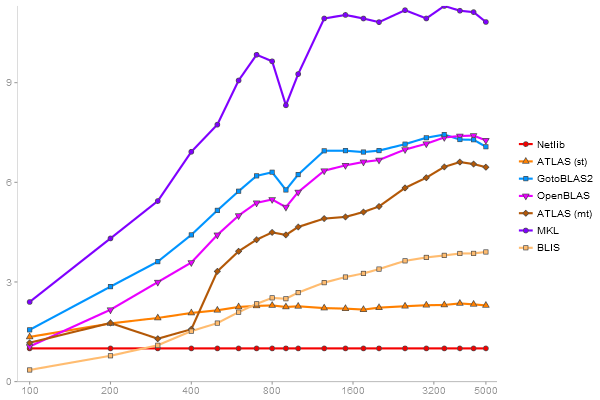 9
6
3
0
100 200 400 800 1600 3200 5000
Netlib
ATLAS (st)
GotoBLAS2
OpenBLAS
ATLAS (mt)
MKL
BLIS